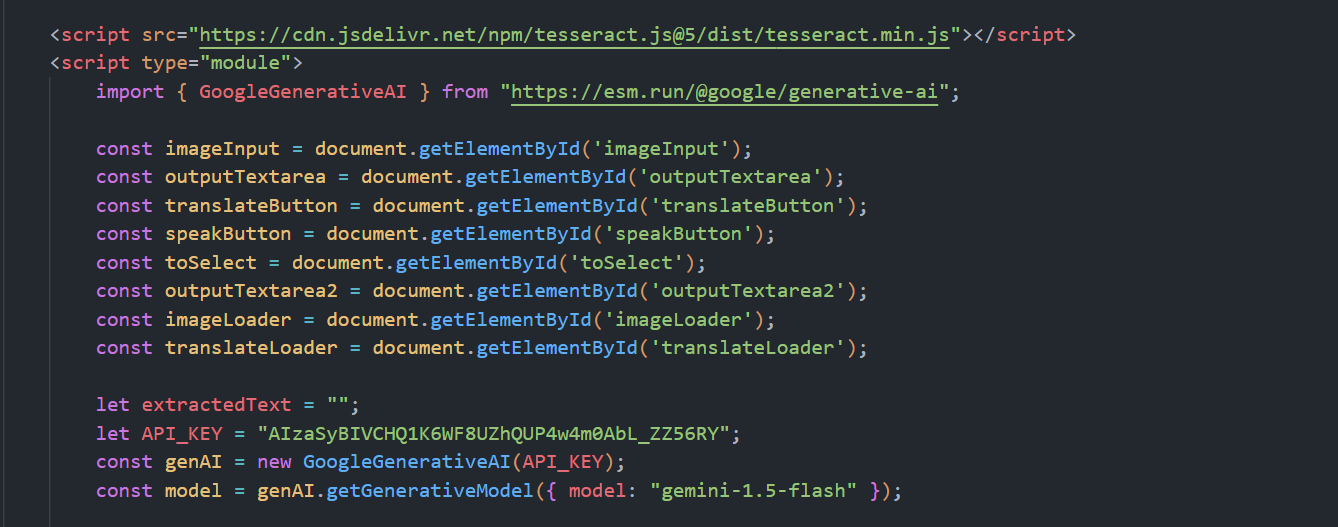 <script src="https://cdn.jsdelivr.net/npm/tesseract.js@5/dist/tesseract.min.js"></script>
<script type="module">
import { GoogleGenerativeAI } from "https://esm.run/@google/generative-ai";
const imageInput = document.getElementById('imageInput');
const outputTextarea = document.getElementById('outputTextarea');
const translateButton = document.getElementById('translateButton');
const speakButton = document.getElementById('speakButton');
const toSelect = document.getElementById('toSelect');
const outputTextarea2 = document.getElementById('outputTextarea2');
const imageLoader = document.getElementById('imageLoader');
const translateLoader = document.getElementById('translateLoader');
let extractedText = "";
let API_KEY = "AIzaSyBIVCHQ1K6WF8UZhQUP4w4m0AbL_ZZ56RY";
const genAI = new GoogleGenerativeAI(API_KEY);
const model = genAI.getGenerativeModel({ model: "gemini-1.5-flash" });